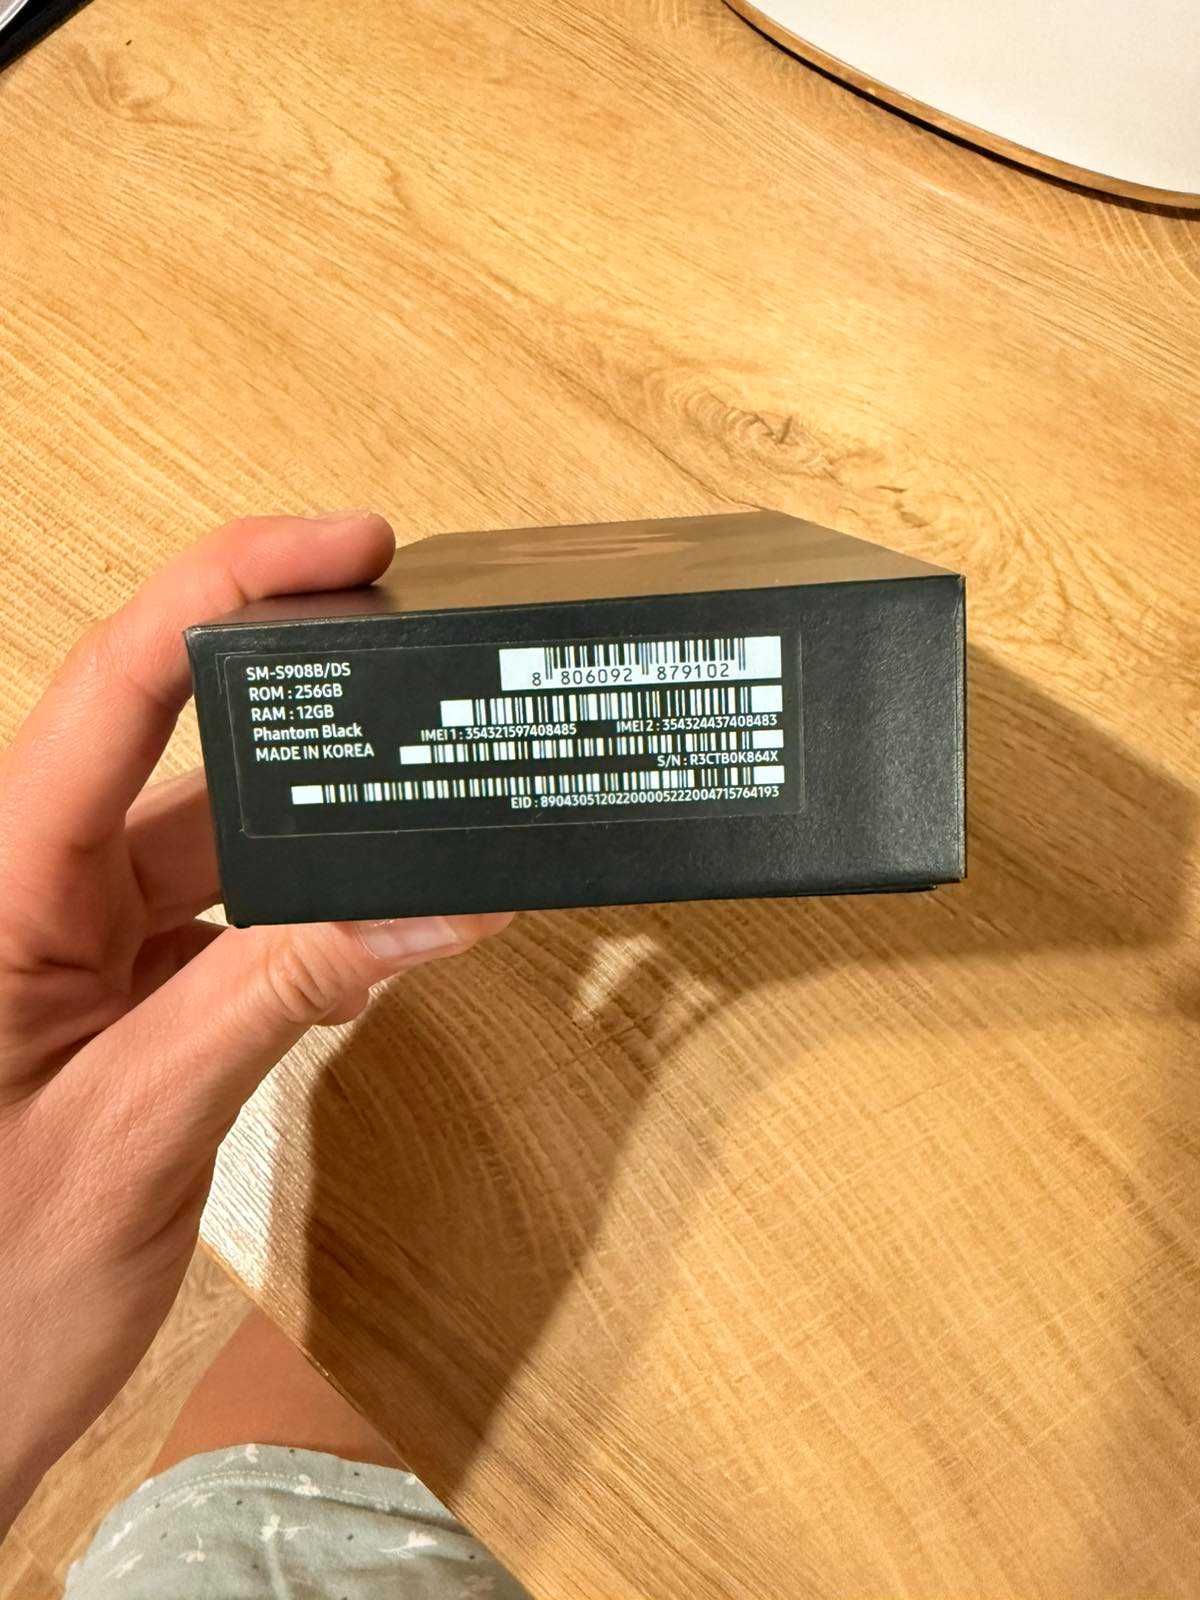 SM-S908B/DS
ROM : 256GB
RAM : 12GB
Phantom Black
MADE IN KOREA
8 806092 879102
IMEI 1 : 354321597408485 IMEI 2 : 354324437408483
S/N : R3CTB0K864X
EID : 89043051202200005222004715764193